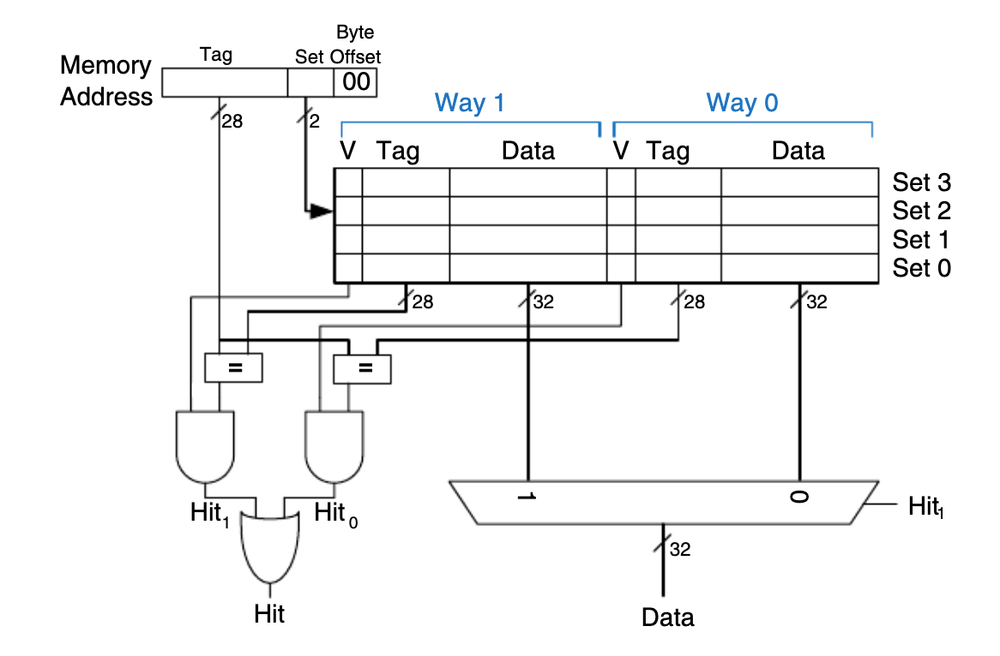 Byte
Tag
Set Offset
Memory
Address
00
28
2
Way 1
Way 0
V Tag Data V Tag Data
Set 3
Set 2
Set 1
Set 0
28
32
28
32
=
=
1
0
Hit1
Hit0
Hit1
32
Hit
Data